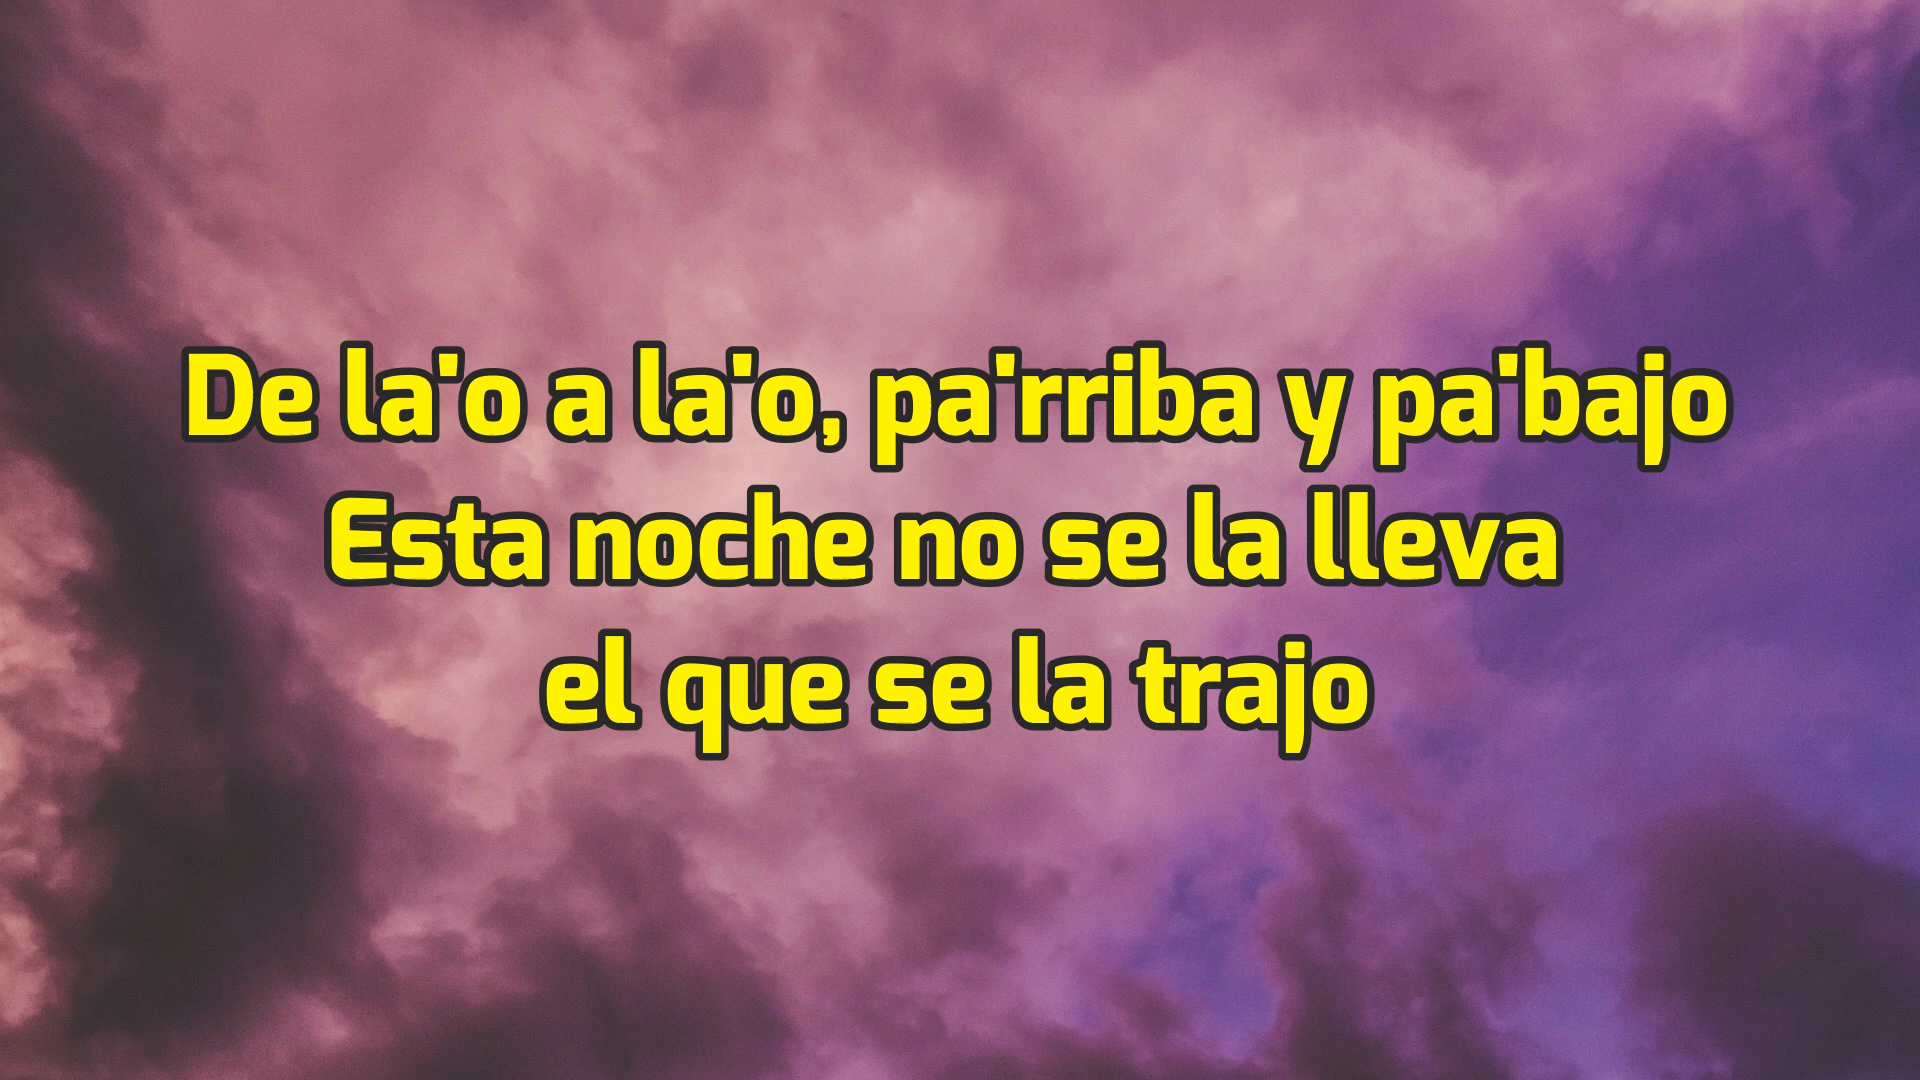 De la'o a la'o, pa'rriba y pa'bajo
Esta noche no se la lleva
el que se la trajo